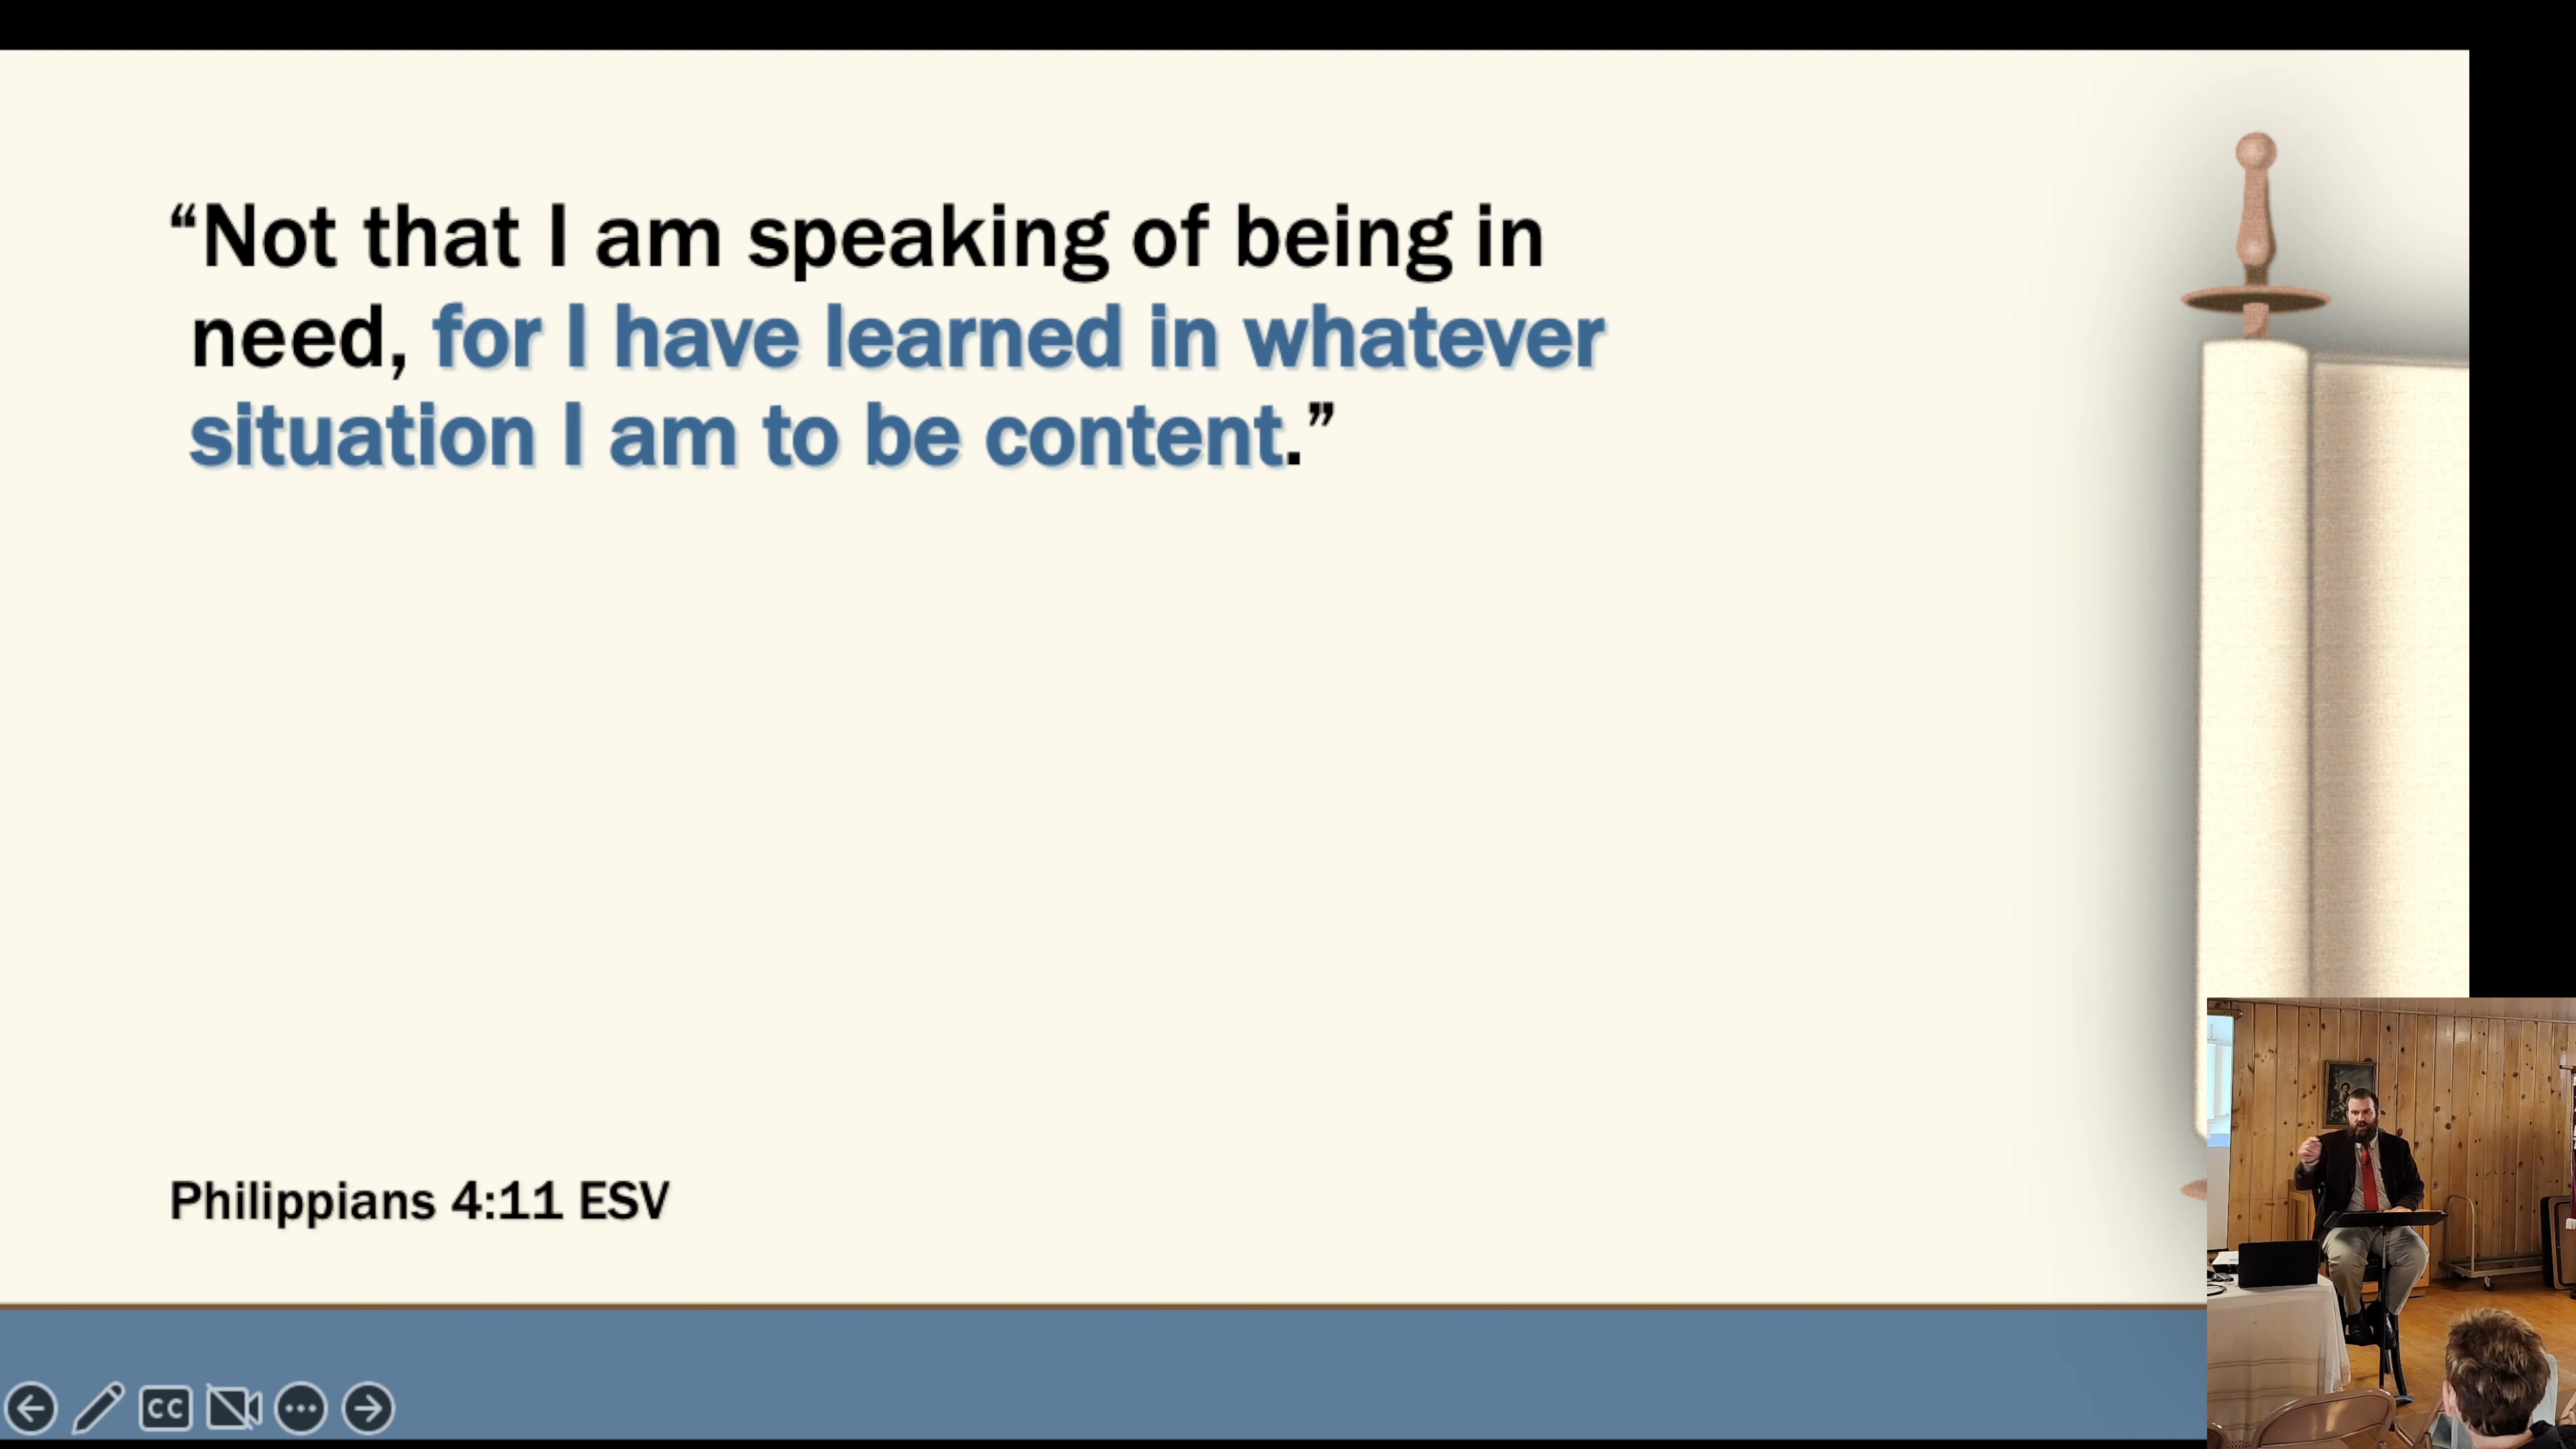 “Not that I am speaking of being in
need, for I have learned in whatever
situation I am to be content.”
Philippians 4:11 ESV
CC